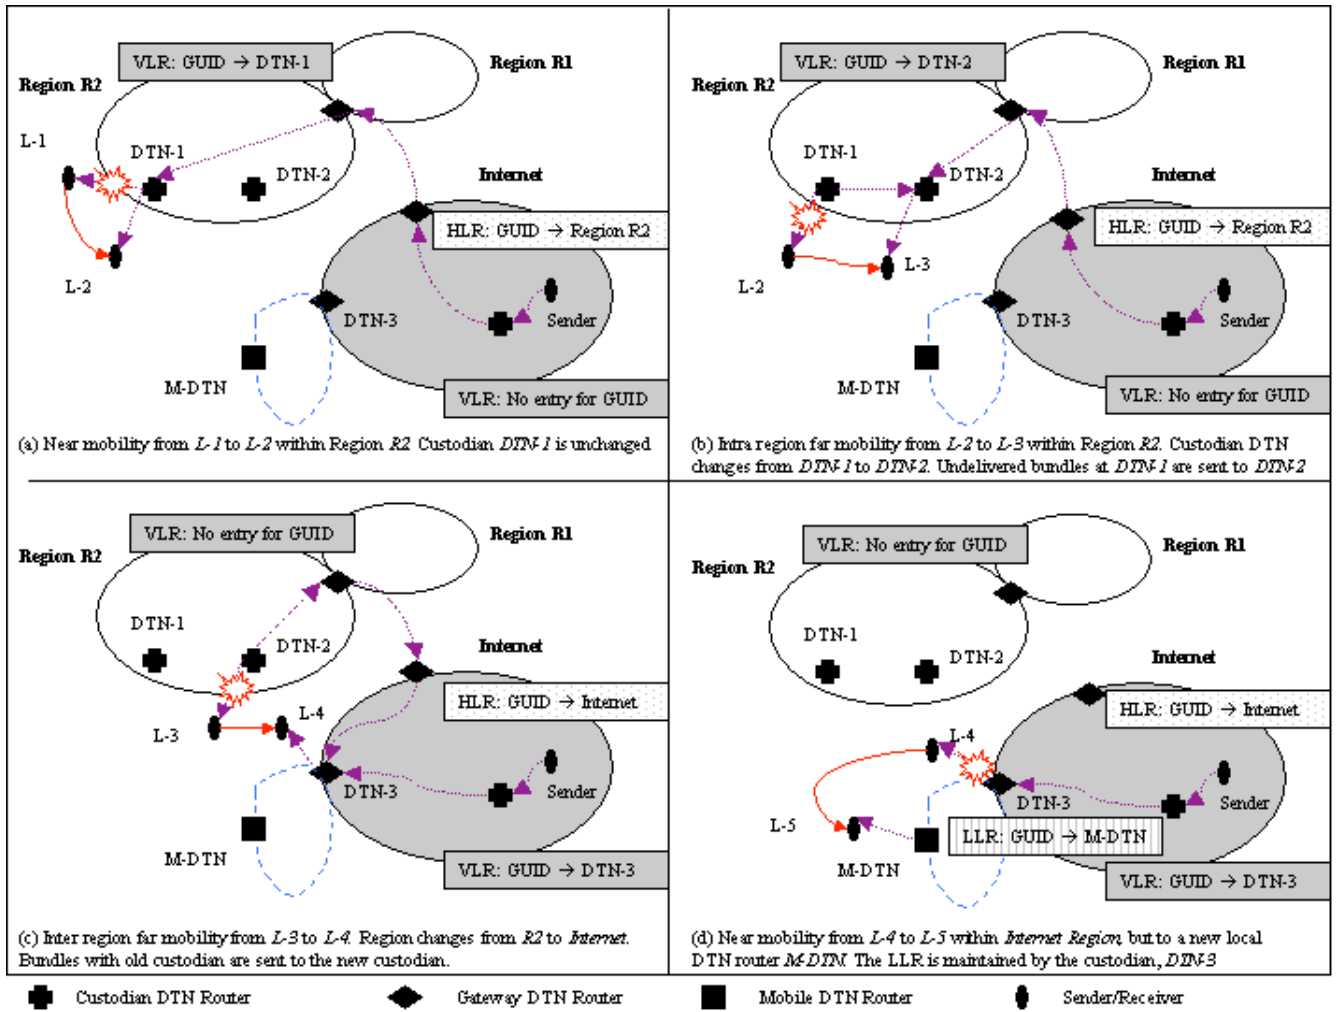 VLR: GUID → DTN-1
Region R1
Region R2
L-1
DTN-1
DTN-2
Internet
HLR: GUID → Region R2
L-2
DTN-3
Sender
M-DTN
VLR: No entry for GUID
(a) Near mobility from L-1 to L-2 within Region R2. Custodian DTN-1 is unchanged
VLR: GUID → DTN-2
Region R1
Region R2
DTN-1
DTN-2
Internet
HLR: GUID → Region R2
L-3
L-2
DTN-3
Sender
M-DTN
VLR: No entry for GUID
(b) Intra region far mobility from L-2 to L-3 within Region R2. Custodian DTN
changes from DTN-1 to DTN-2. Undelivered bundles at DTN-1 are sent to DTN-2
VLR: No entry for GUID
Region R1
Region R2
DTN-1
DTN-2
Internet
HLR: GUID → Internet
L-4
L-3
DTN-3
Sender
M-DTN
VLR: GUID → DTN-3
(c) Inter region far mobility from L-3 to L-4. Region changes from R2 to Internet.
Bundles with old custodian are sent to the new custodian.
VLR: No entry for GUID
Region R1
Region R2
DTN-1
DTN-2
Internet
HLR: GUID → Internet
L-4
DTN-3
Sender
L-5
LLR: GUID → M-DTN
M-DTN
VLR: GUID → DTN-3
(d) Near mobility from L-4 to L-5 within Internet Region, but to a new local
DTN router M-DTN. The LLR is maintained by the custodian, DTN-3
Custodian DTN Router
Gateway DTN Router
Mobile DTN Router
Sender/Receiver